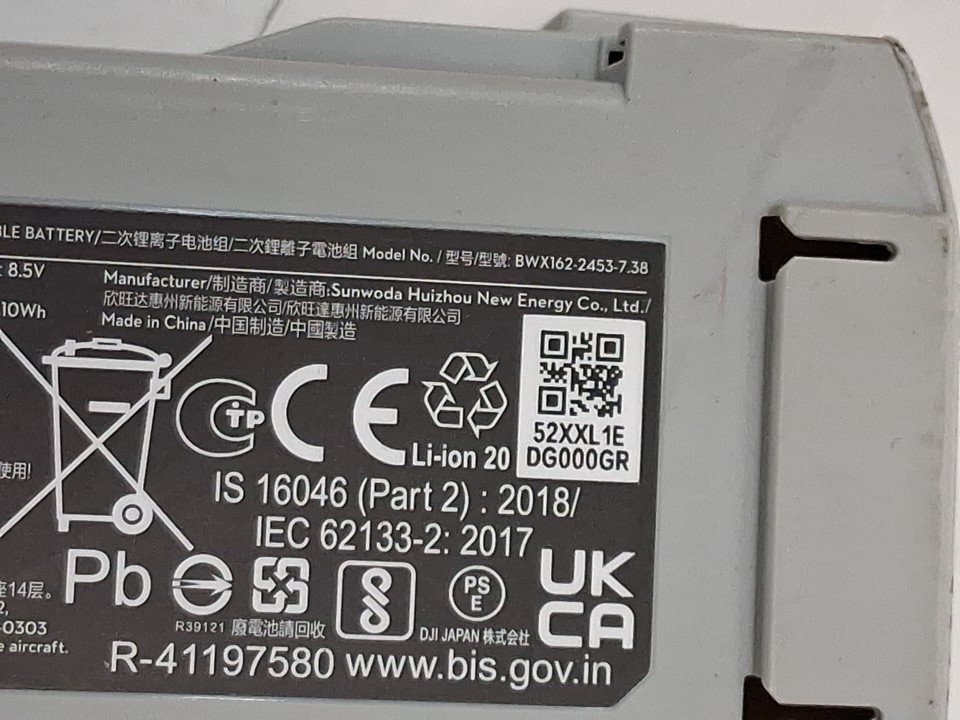 BLE BATTERY/二次锂离子电池组/二次鋰離子電池組 Model No. / 型号/型號: BWX162-2453-7.38
: 8.5V
Manufacturer/制造商/製造商:Sunwoda Huizhou New Energy Co., Ltd./
欣旺达惠州新能源有限公司/欣旺達惠州新能源有限公司
10Wh
Made in China/中国制造/中國製造
TP
CE
52XXL1E
DG000GR
Li-ion 20
使用!
IS 16046 (Part 2) : 2018/
IEC 62133-2: 2017
Pb
PS
E
UK
CA
座14层。
2,
-0303
R39121 廢電池請回收
DJI JAPAN 株式会社
e aircraft.
R-41197580 www.bis.gov.in